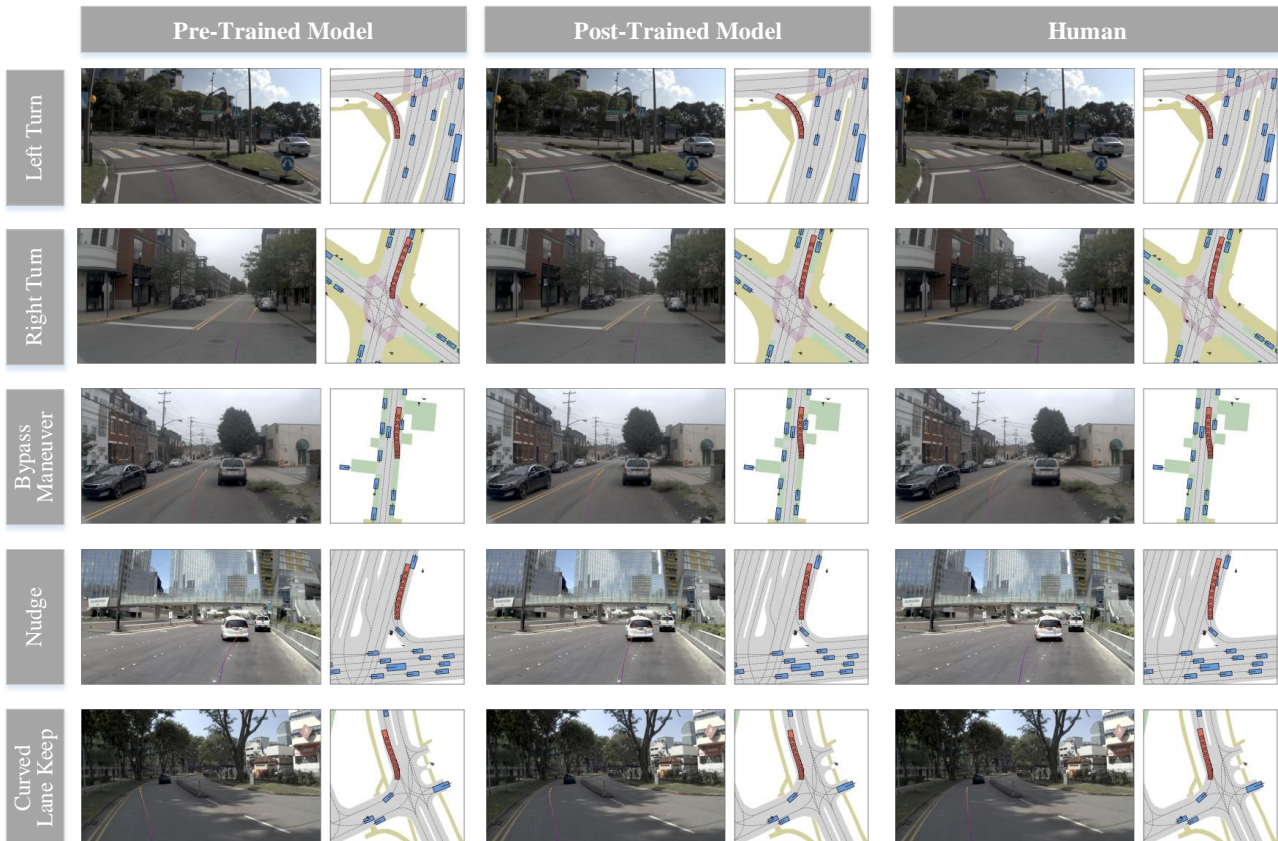 Pre-Trained Model
Post-Trained Model
Human
Left Turn
Right Turn
Bypass
Maneuver
Nudge
Curved
Lane Keep